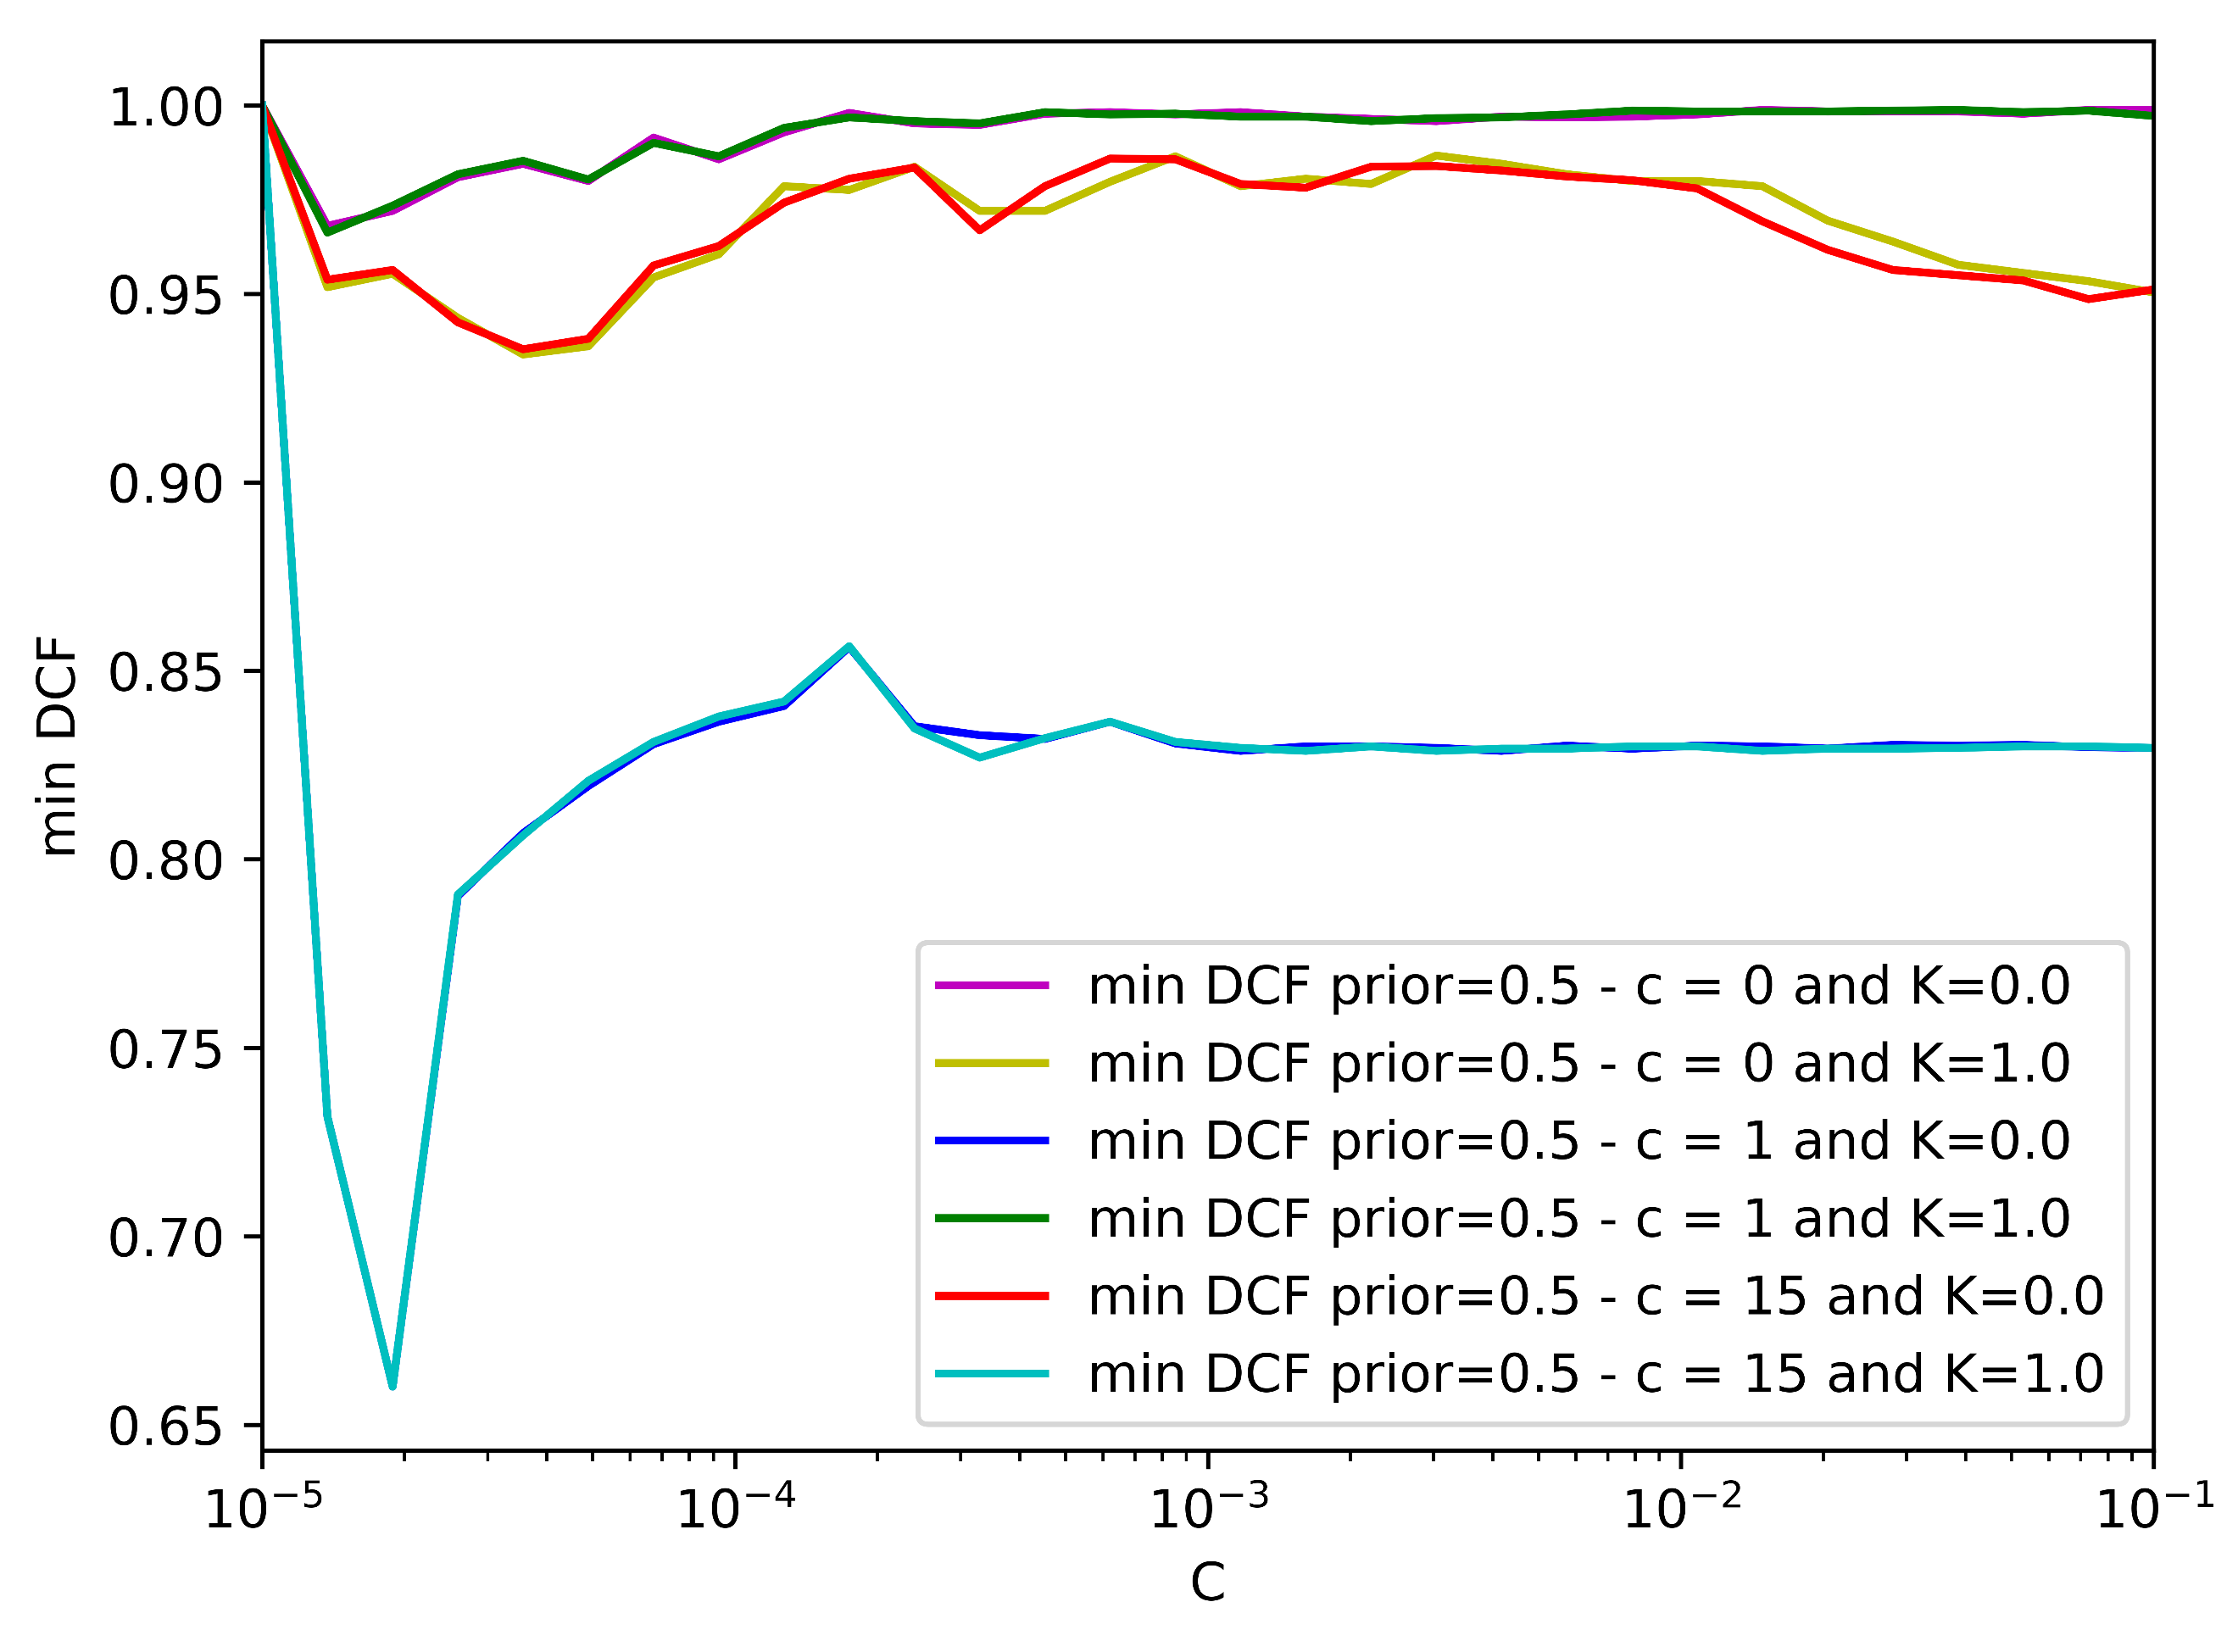 1.00
0.95
0.90
0.85
0.80
0.75
0.70
0.65
min DCF
min DCF prior=0.5 - c = 0 and K=0.0
min DCF prior=0.5 - c = 0 and K=1.0
min DCF prior=0.5 - c = 1 and K=0.0
min DCF prior=0.5 - c = 1 and K=1.0
min DCF prior=0.5 - c = 15 and K=0.0
min DCF prior=0.5 - c = 15 and K=1.0
10⁻⁵ 10⁻⁴ 10⁻³ 10⁻² 10⁻¹
C